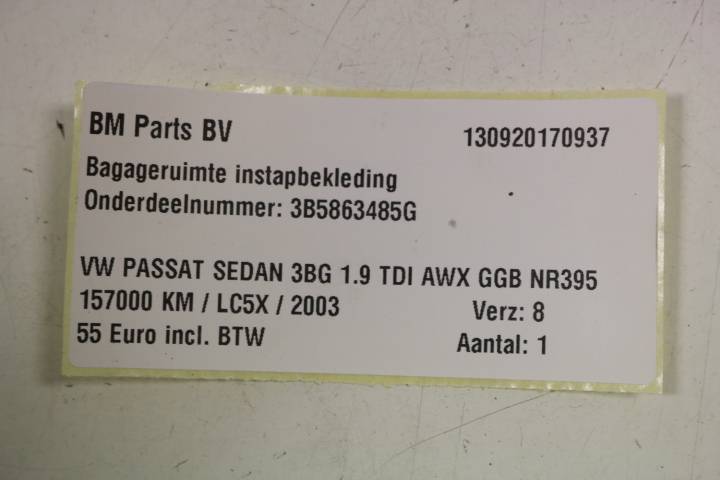 BM Parts BV 130920170937
Bagageruimte instapbekleding
Onderdeelnummer: 3B5863485G
VW PASSAT SEDAN 3BG 1.9 TDI AWX GGB NR395
157000 KM / LC5X / 2003 Verz: 8
55 Euro incl. BTW Aantal: 1